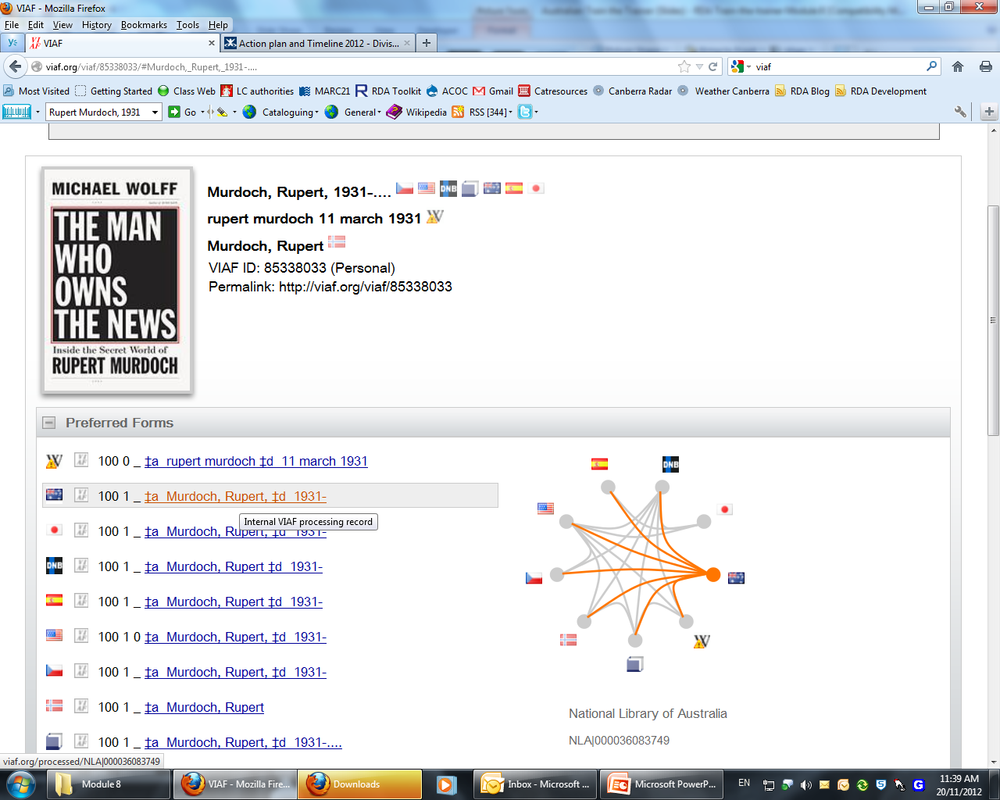 VIAF - Mozilla Firefox
File Edit View History Bookmarks Tools Help
VIAF
Action plan and Timeline 2012 - Divis...
viaf.org/viaf/85338033/#Murdoch,_Rupert,_1931-....
viaf
Most Visited Getting Started Class Web LC authorities MARC21 RDA Toolkit ACOC Gmail Catresources Canberra Radar Weather Canberra RDA Blog RDA Development
Rupert Murdoch, 1931 Go Cataloguing General Wikipedia RSS [344]
MICHAEL WOLFF
THE MAN
WHO
OWNS
THE NEWS
Inside the Secret World of
RUPERT MURDOCH
Murdoch, Rupert, 1931-.... DNB
rupert murdoch 11 march 1931
Murdoch, Rupert
VIAF ID: 85338033 (Personal)
Permalink: http://viaf.org/viaf/85338033
Preferred Forms
100 0 _ ‡a rupert murdoch ‡d 11 march 1931
100 1 _ ‡a Murdoch, Rupert, ‡d 1931-
Internal VIAF processing record
100 1 _ ‡a Murdoch, Rupert, ‡d 1931-
DNB 100 1 _ ‡a Murdoch, Rupert ‡d 1931-
100 1 _ ‡a Murdoch, Rupert ‡d 1931-
100 1 0 ‡a Murdoch, Rupert, ‡d 1931-
100 1 _ ‡a Murdoch, Rupert, ‡d 1931-
100 1 _ ‡a Murdoch, Rupert
100 1 _ ‡a Murdoch, Rupert, ‡d 1931-....
DNB
National Library of Australia
NLA|000036083749
viaf.org/processed/NLA|000036083749
Module 8
VIAF - Mozilla Fire...
Downloads
Inbox - Microsoft ...
Microsoft PowerP...
EN
11:39 AM
20/11/2012